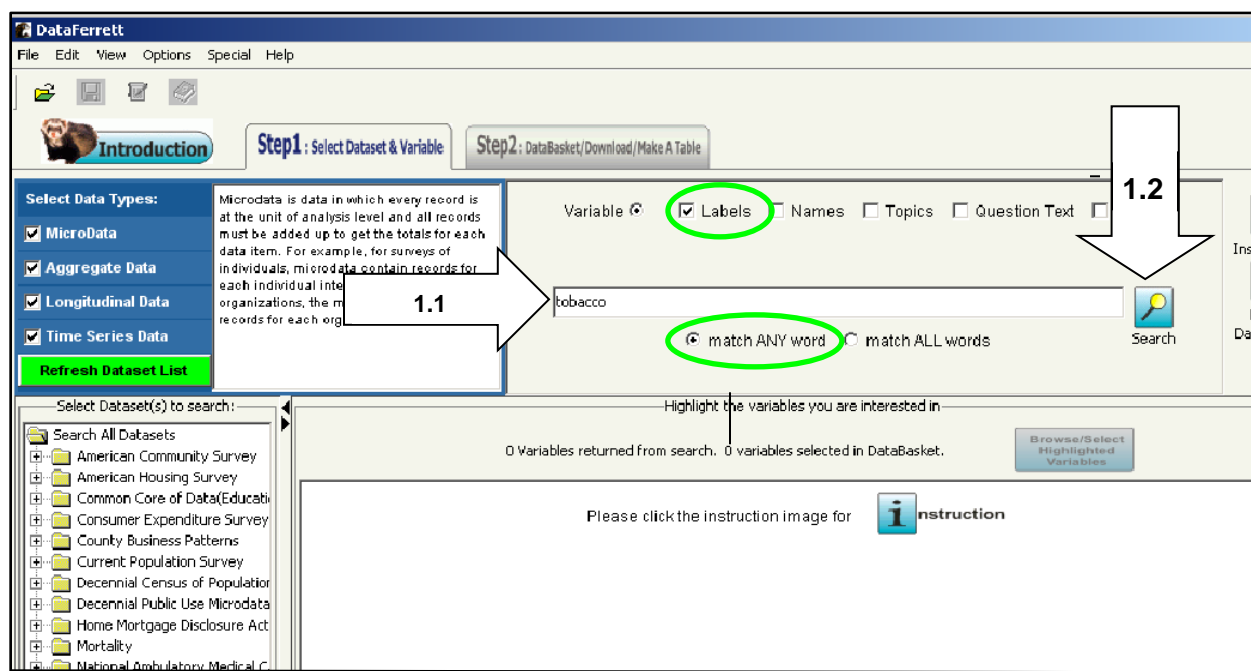 DataFerrett
File Edit View Options Special Help
Introduction
Step1 : Select Dataset & Variable
Step2 : DataBasket/Download/Make A Table
Select Data Types:
MicroData
Aggregate Data
Longitudinal Data
Time Series Data
Refresh Dataset List
Microdata is data in which every record is
at the unit of analysis level and all records
must be added up to get the totals for each
data item. For example, for surveys of
individuals, microdata contain records for
each individual
organizations, the
records for each
1.1
Variable Labels Names Topics Question Text
1.2
tobacco
Search
match ANY word match ALL words
Select Dataset(s) to search:
Search All Datasets
American Community Survey
American Housing Survey
Common Core of Data(Educati
Consumer Expenditure Survey
County Business Patterns
Current Population Survey
Decennial Census of Population
Decennial Public Use Microdata
Home Mortgage Disclosure Act
Mortality
National Ambulatory Medical C
Highlight the variables you are interested in
0 Variables returned from search. 0 variables selected in DataBasket.
Browse/Select
Highlighted
Variables
Please click the instruction image for instruction